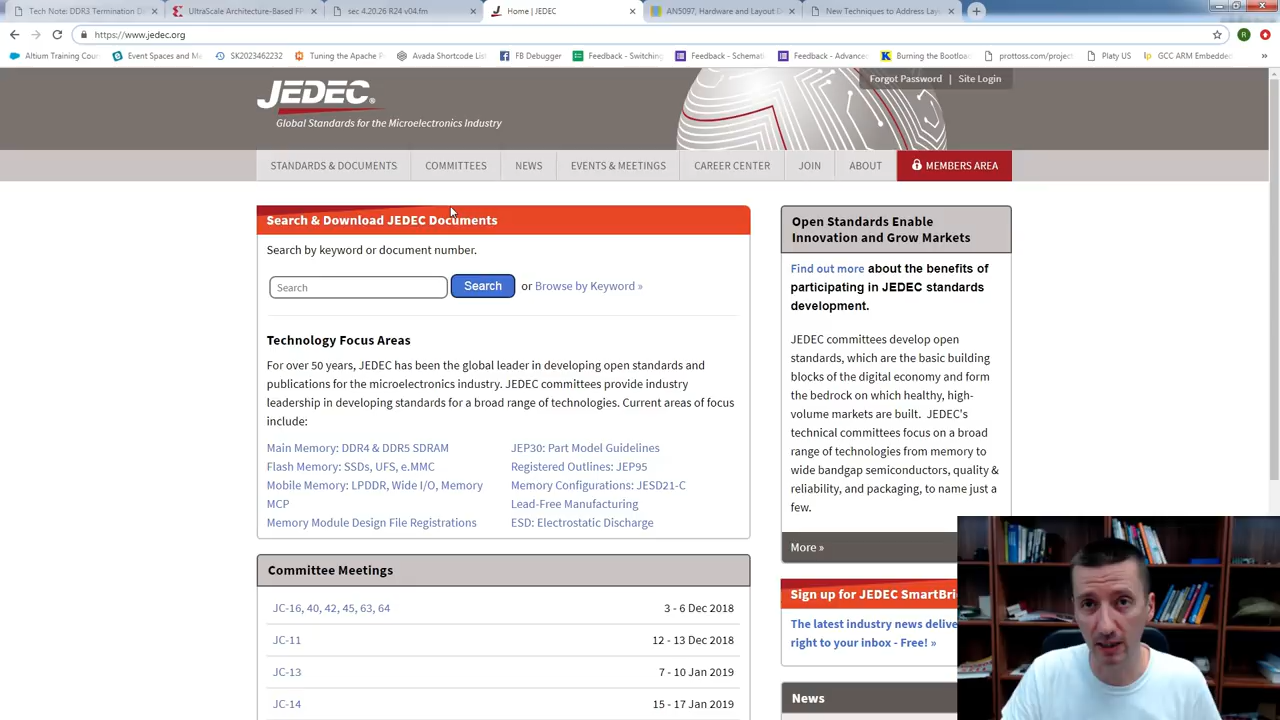 Tech Note: DDR3 Termination D
UltraScale Architecture-Based FP
sec 4.20.26 R24 v04.fm
Home | JEDEC
AN5097, Hardware and Layout D
New Techniques to Address Lay
https://www.jedec.org
R
Altium Training Cour
Event Spaces and Me
SK2023462232
Tuning the Apache P
Avada Shortcode List
FB Debugger
Feedback - Switching
Feedback - Schemati
Feedback - Advanced
Burning the Bootload
prottoss.com/project
Platy US
GCC ARM Embedded
»
JEDEC®
Global Standards for the Microelectronics Industry
Forgot Password | Site Login
STANDARDS & DOCUMENTS
COMMITTEES
NEWS
EVENTS & MEETINGS
CAREER CENTER
JOIN
ABOUT
MEMBERS AREA
Search & Download JEDEC Documents
Search by keyword or document number.
Search
Search
or Browse by Keyword »
Technology Focus Areas
For over 50 years, JEDEC has been the global leader in developing open standards and
publications for the microelectronics industry. JEDEC committees provide industry
leadership in developing standards for a broad range of technologies. Current areas of focus
include:
Main Memory: DDR4 & DDR5 SDRAM
Flash Memory: SSDs, UFS, e.MMC
Mobile Memory: LPDDR, Wide I/O, Memory
MCP
Memory Module Design File Registrations
JEP30: Part Model Guidelines
Registered Outlines: JEP95
Memory Configurations: JESD21-C
Lead-Free Manufacturing
ESD: Electrostatic Discharge
Committee Meetings
JC-16, 40, 42, 45, 63, 64
3 - 6 Dec 2018
JC-11
12 - 13 Dec 2018
JC-13
7 - 10 Jan 2019
JC-14
15 - 17 Jan 2019
Open Standards Enable
Innovation and Grow Markets
Find out more about the benefits of
participating in JEDEC standards
development.
JEDEC committees develop open
standards, which are the basic building
blocks of the digital economy and form
the bedrock on which healthy, high-
volume markets are built. JEDEC's
technical committees focus on a broad
range of technologies from memory to
wide bandgap semiconductors, quality &
reliability, and packaging, to name just a
few.
More »
Sign up for JEDEC SmartBri
The latest industry news delive
right to your inbox - Free! »
News